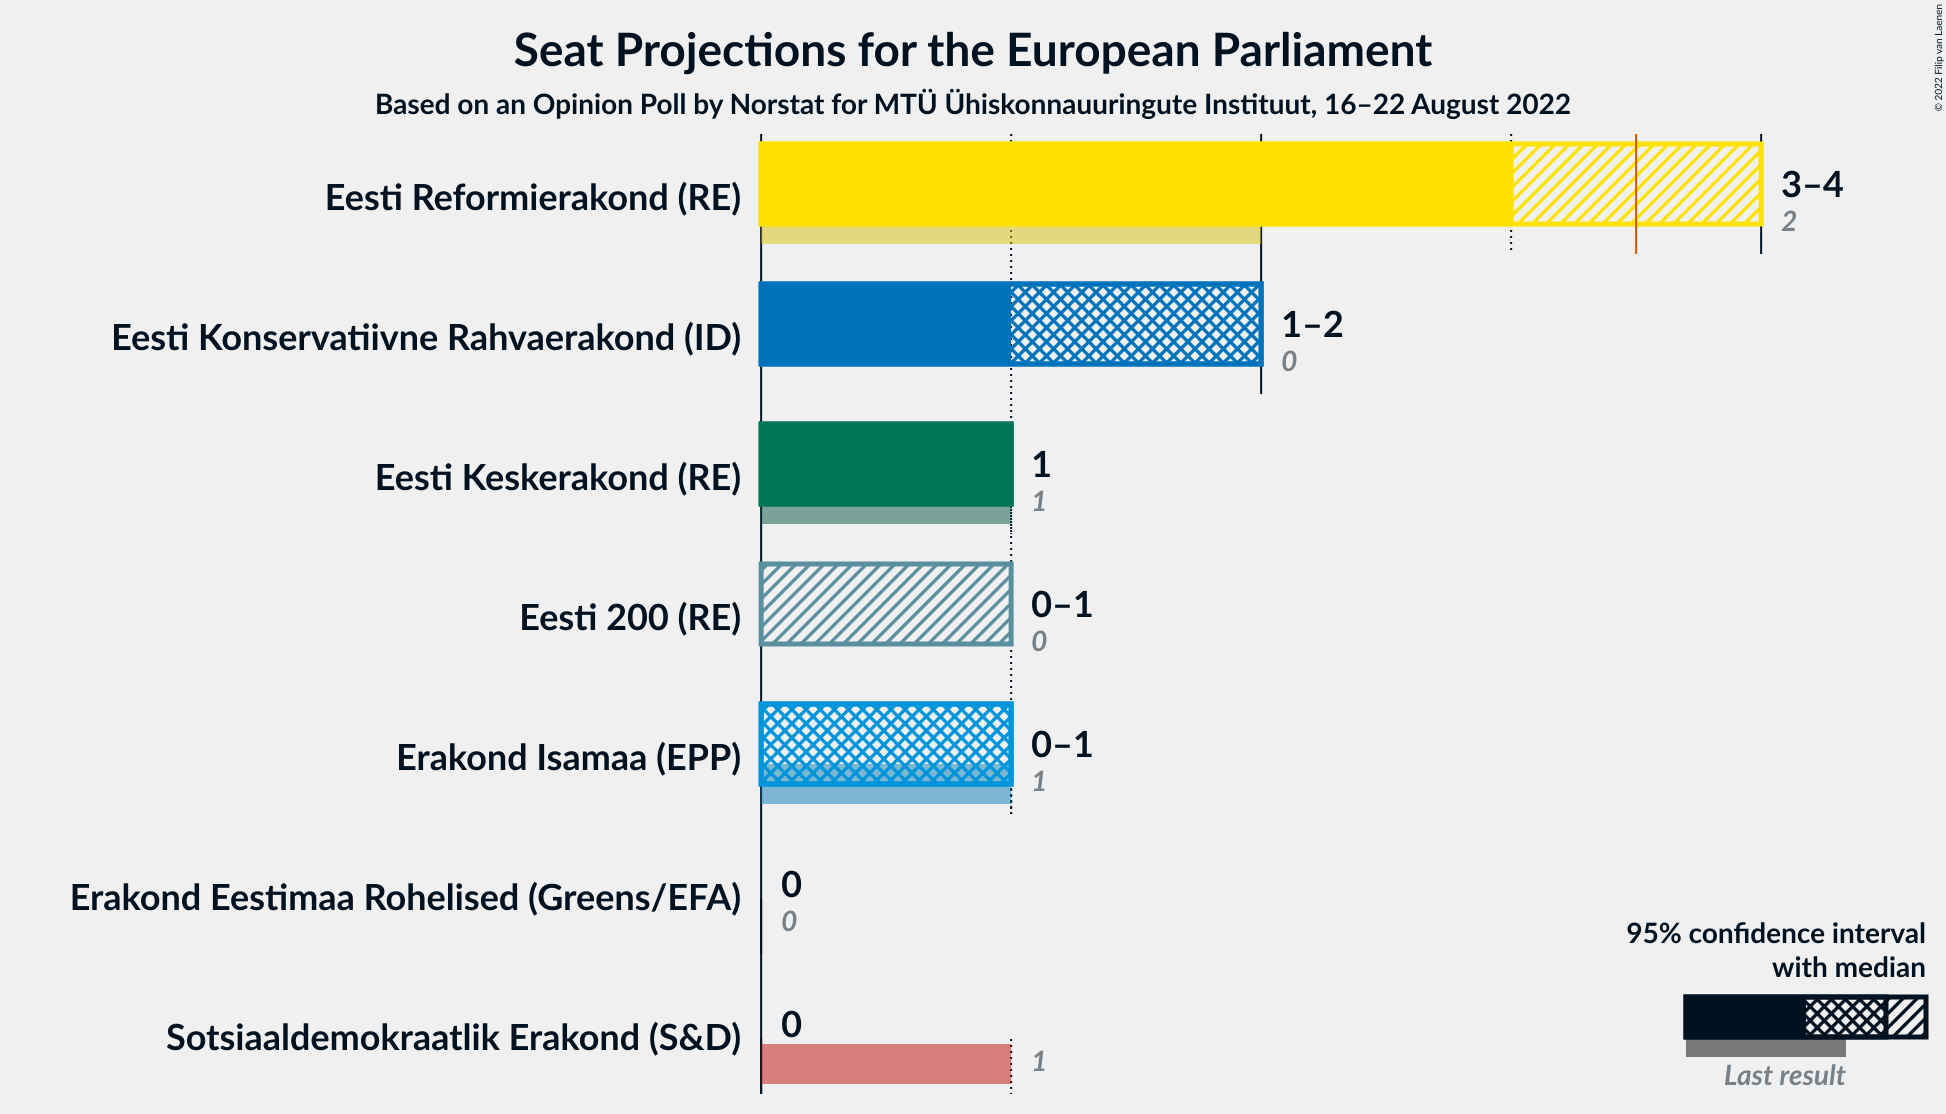 Seat Projections for the European Parliament
Based on an Opinion Poll by Norstat for MTÜ Ühiskonnauuringute Instituut, 16–22 August 2022
© 2022 Filip van Laenen
Eesti Reformierakond (RE)
3–4
2
Eesti Konservatiivne Rahvaerakond (ID)
1–2
0
Eesti Keskerakond (RE)
1
1
Eesti 200 (RE)
0–1
0
Erakond Isamaa (EPP)
0–1
1
Erakond Eestimaa Rohelised (Greens/EFA)
0
0
Sotsiaaldemokraatlik Erakond (S&D)
0
1
95% confidence interval
with median
Last result